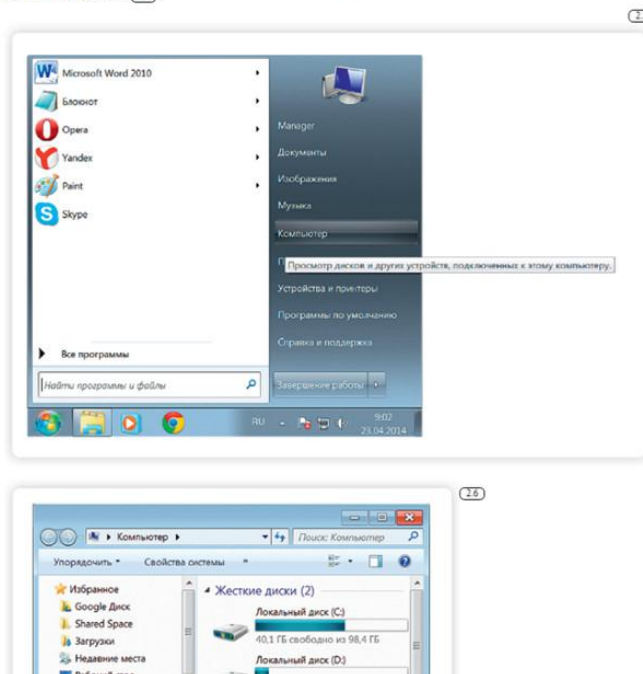 Microsoft Word 2010
Блокнот
Opera
Yandex
Paint
Skype
Все программы
Найти программы и файлы
Manager
Документы
Изображения
Музыка
Компьютер
П
Просмотр дисков и других устройств, подключенных к этому компьютеру.
Устройства и принтеры
Программы по умолчанию
Справка и поддержка
Завершение работы
RU
9:02
23.04.2014
2.6
Компьютер
Поиск: Компьютер
Упорядочить
Свойства системы
»
Избранное
Google Диск
Shared Space
Загрузки
Недавние места
Жесткие диски (2)
Локальный диск (C:)
40,1 ГБ свободно из 98,4 ГБ
Локальный диск (D:)